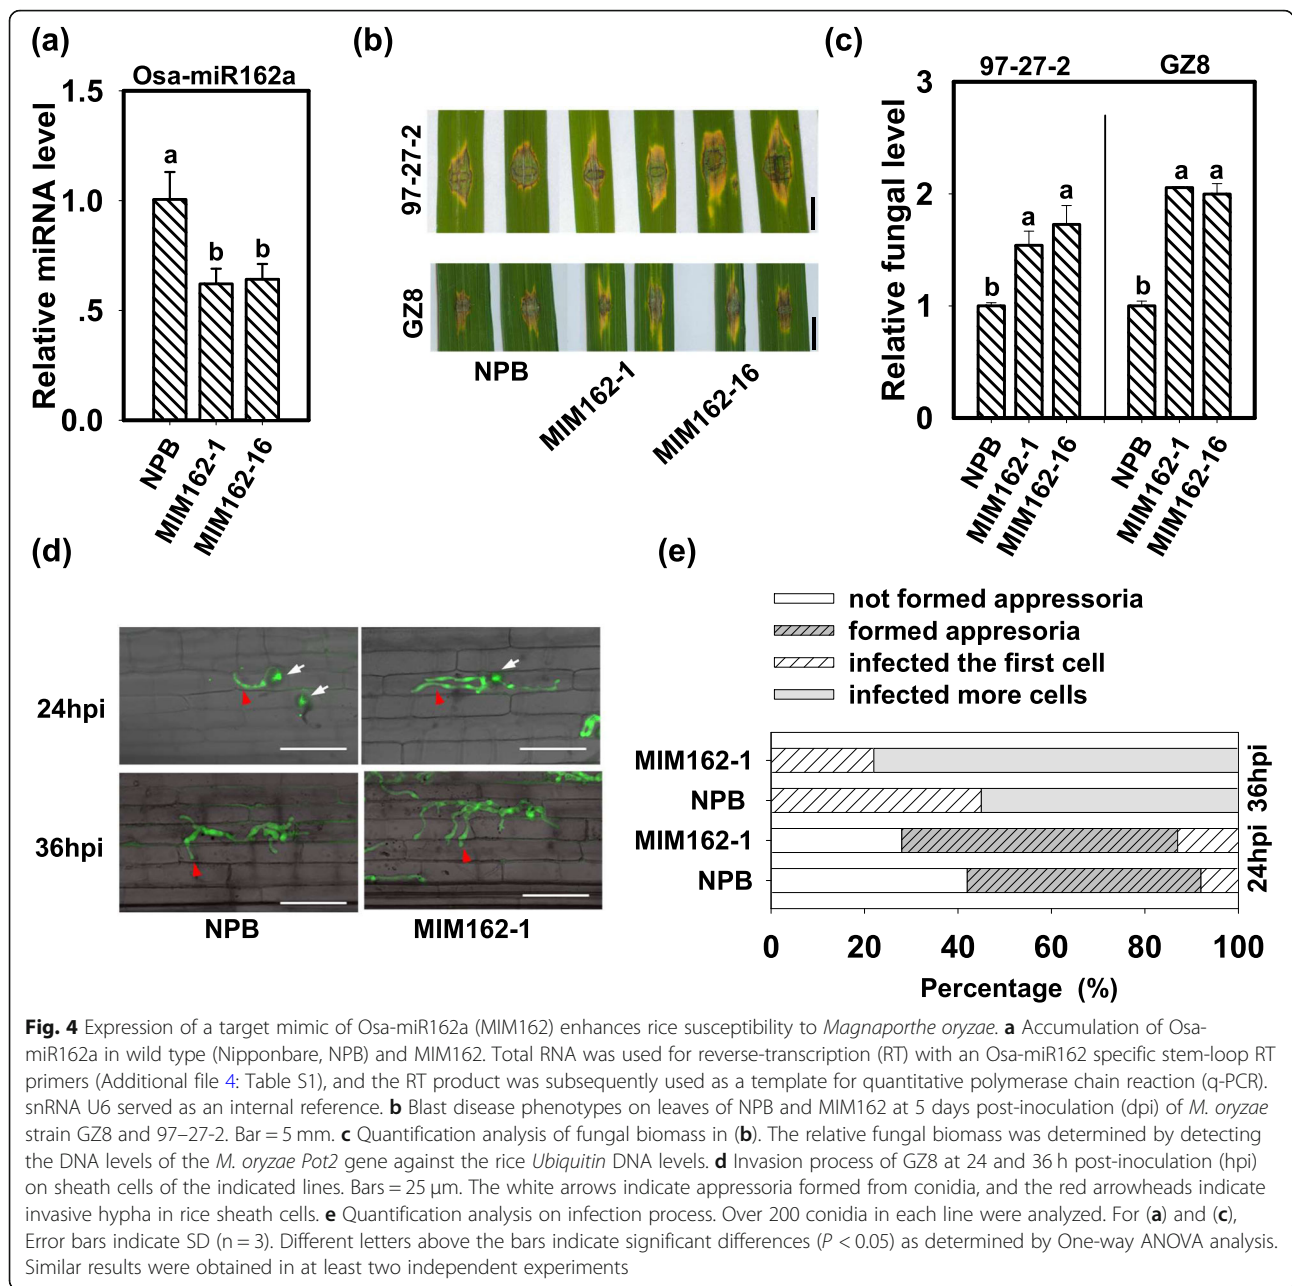 (a)
Osa-miR162a
Relative miRNA level
1.5
1.0
.5
0.0
a
b
b
NPB
MIM162-1
MIM162-16
(b)
97-27-2
GZ8
NPB
MIM162-1
MIM162-16
(c)
97-27-2
GZ8
Relative fungal level
3
2
1
0
b
a
a
b
a
a
NPB
MIM162-1
MIM162-16
NPB
MIM162-1
MIM162-16
(d)
24hpi
36hpi
NPB
MIM162-1
(e)
not formed appressoria
formed appresoria
infected the first cell
infected more cells
MIM162-1
NPB
36hpi
MIM162-1
NPB
24hpi
0 20 40 60 80 100
Percentage (%)
Fig. 4 Expression of a target mimic of Osa-miR162a (MIM162) enhances rice susceptibility to Magnaporthe oryzae. a Accumulation of Osa-
miR162a in wild type (Nipponbare, NPB) and MIM162. Total RNA was used for reverse-transcription (RT) with an Osa-miR162 specific stem-loop RT
primers (Additional file 4: Table S1), and the RT product was subsequently used as a template for quantitative polymerase chain reaction (q-PCR).
snRNA U6 served as an internal reference. b Blast disease phenotypes on leaves of NPB and MIM162 at 5 days post-inoculation (dpi) of M. oryzae
strain GZ8 and 97–27-2. Bar = 5 mm. c Quantification analysis of fungal biomass in (b). The relative fungal biomass was determined by detecting
the DNA levels of the M. oryzae Pot2 gene against the rice Ubiquitin DNA levels. d Invasion process of GZ8 at 24 and 36 h post-inoculation (hpi)
on sheath cells of the indicated lines. Bars = 25 μm. The white arrows indicate appressoria formed from conidia, and the red arrowheads indicate
invasive hypha in rice sheath cells. e Quantification analysis on infection process. Over 200 conidia in each line were analyzed. For (a) and (c),
Error bars indicate SD (n = 3). Different letters above the bars indicate significant differences (P < 0.05) as determined by One-way ANOVA analysis.
Similar results were obtained in at least two independent experiments